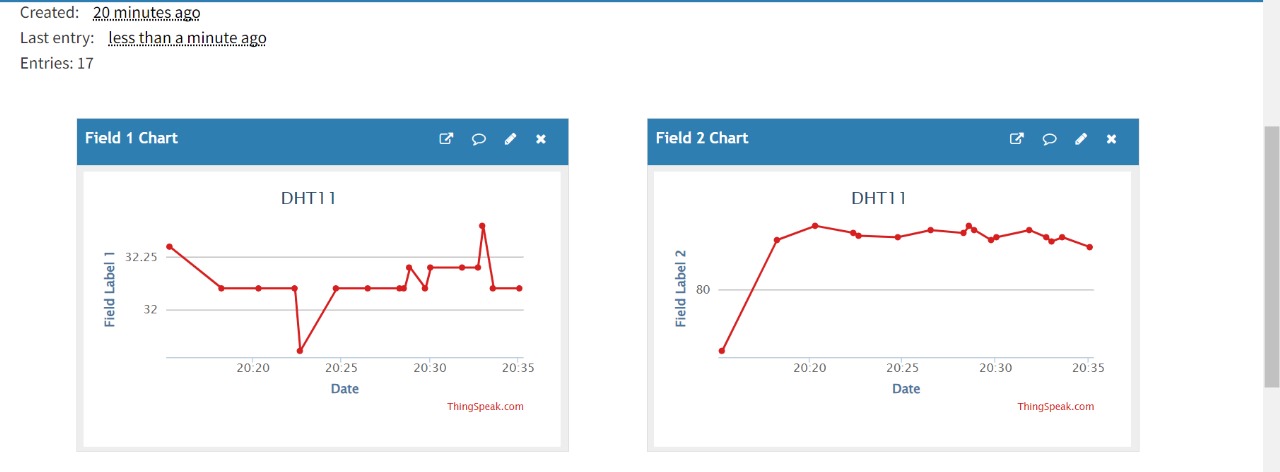 Created: 20 minutes ago
Last entry: less than a minute ago
Entries: 17
Field 1 Chart
DHT11
Field Label 1
32.25
32
20:20 20:25 20:30 20:35
Date
ThingSpeak.com
Field 2 Chart
DHT11
Field Label 2
80
20:20 20:25 20:30 20:35
Date
ThingSpeak.com